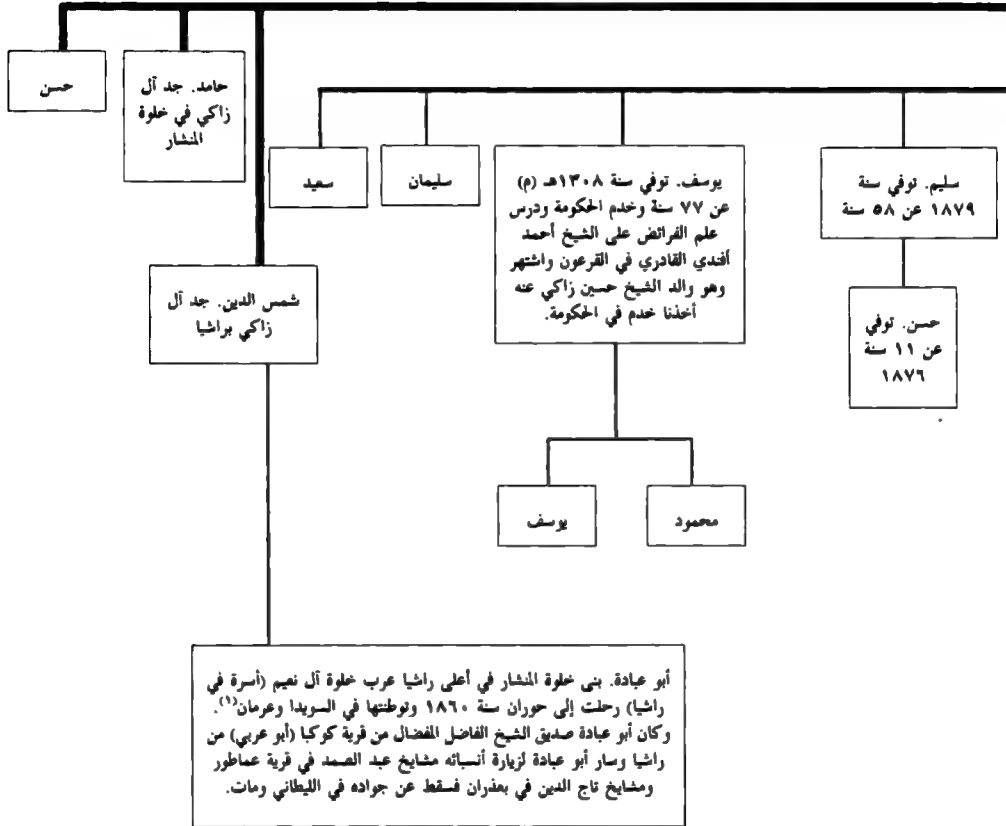 حسن
حامد. جد آل
زاكي في خلوة
المنشار
سليم. توفي سنة
١٨٧٩ عن ٥٨ سنة
يوسف. توفي سنة ١٣٠٨هـ (م)
عن ٧٧ سنة وخدم الحكومة ودرس
علم الفرائض على الشيخ أحمد
أفندي القادري في القرعون واشتهر
وهو والد الشيخ حسين زاكي عنه
أخذنا خدم في الحكومة.
سليمان
سعيد
شمس الدين. جد آل
زاكي براشيا
حسن. توفي
عن ١١ سنة
١٨٧٦
محمود
يوسف
أبو عبادة. بنى خلوة المنشار في أعلى راشيا عرب خلوة آل نعيم (أسرة في
راشيا) رحلت إلى حوران سنة ١٨٦٠ وتوطنتها في السويدا وعرمان(١).
وكان أبو عبادة صديق الشيخ الفاضل المفضال من قرية كوكبا (أبو عربي) من
راشيا وسار أبو عبادة لزيارة أنسبائه مشايخ عبد الصمد في قرية عماطور
ومشايخ تاج الدين في بعذران فسقط عن جواده في الليطاني ومات.